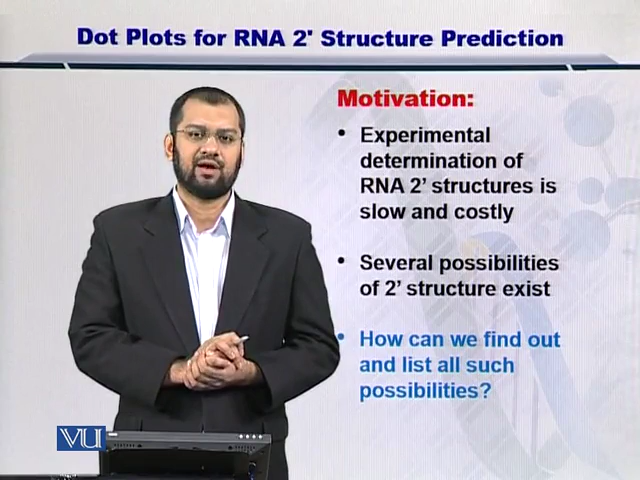 Dot Plots for RNA 2' Structure Prediction
Motivation:
• Experimental
determination of
RNA 2’ structures is
slow and costly
• Several possibilities
of 2’ structure exist
• How can we find out
and list all such
possibilities?
VU